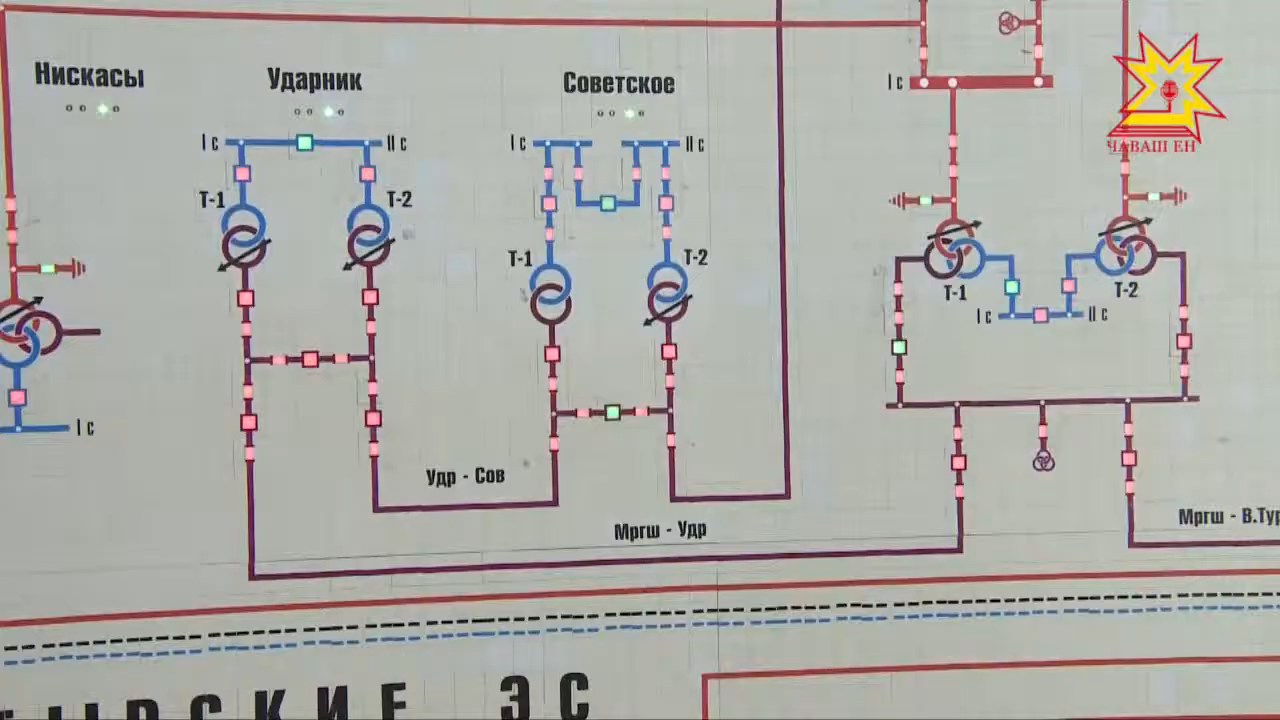 Нискасы
Ударник
Советское
I с
ЧĂВАШ ЕН
I с
II с
I с
II с
Т-1
Т-2
Т-1
Т-2
Т-1
Т-2
I с
II с
I с
Удр - Сов
Мргш - Удр
Мргш - В.Тур
ЭС